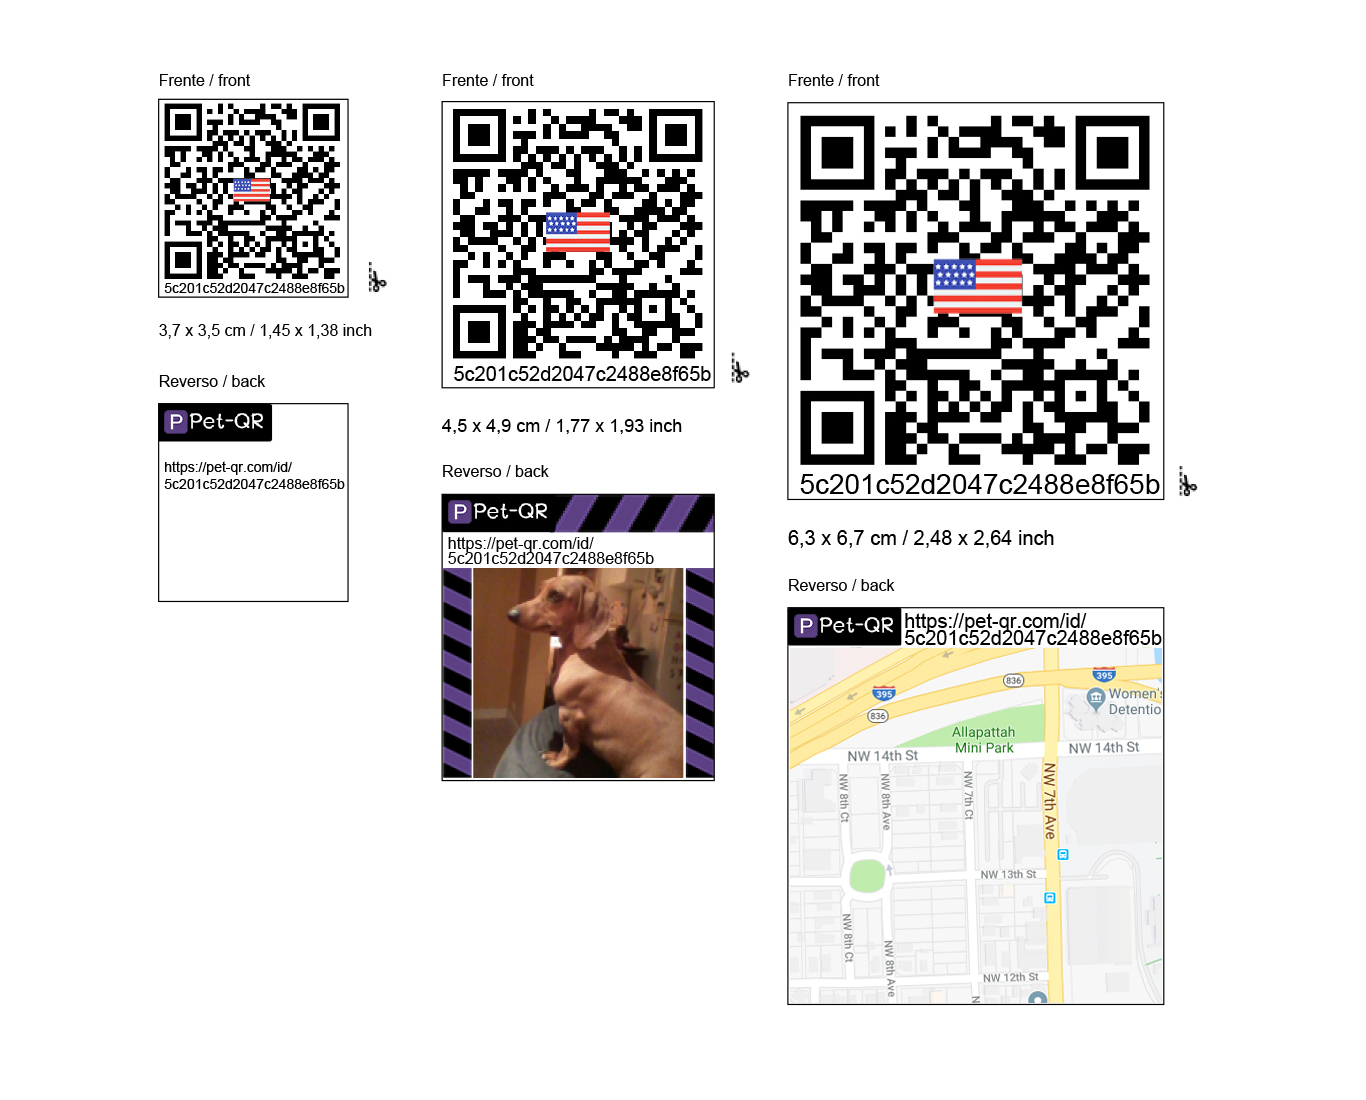 Frente / front
5c201c52d2047c2488e8f65b
3,7 x 3,5 cm / 1,45 x 1,38 inch
Reverso / back
P Pet-QR
https://pet-qr.com/id/
5c201c52d2047c2488e8f65b
Frente / front
5c201c52d2047c2488e8f65b
4,5 x 4,9 cm / 1,77 x 1,93 inch
Reverso / back
P Pet-QR
https://pet-qr.com/id/
5c201c52d2047c2488e8f65b
Frente / front
5c201c52d2047c2488e8f65b
6,3 x 6,7 cm / 2,48 x 2,64 inch
Reverso / back
P Pet-QR
https://pet-qr.com/id/
5c201c52d2047c2488e8f65b
836
395
395
836
Women's
Detentio
Allapattah
Mini Park
NW 14th St
NW 14th St
NW 8th Ct
NW 8th Ave
NW 7th Ct
NW 7th Ave
NW 13th St
NW 8th Ct
NW 8th Ave
NW 12th St
N